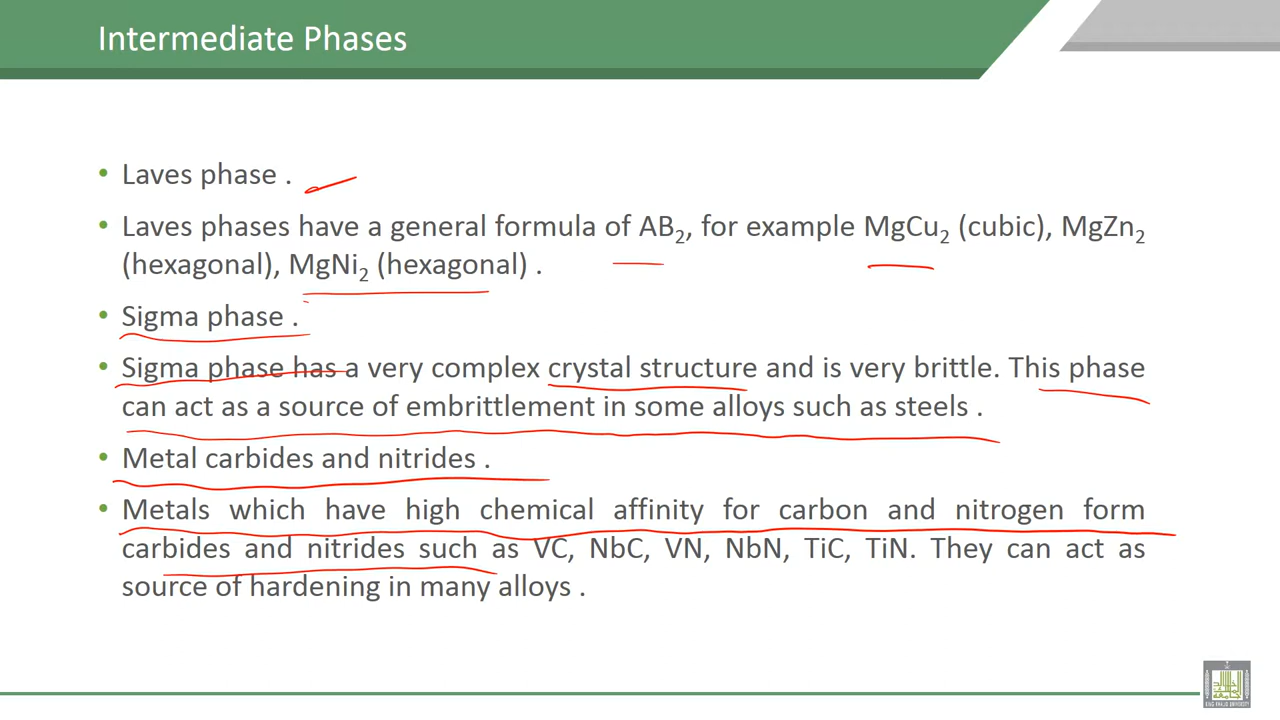 Intermediate Phases
• Laves phase .
• Laves phases have a general formula of AB₂, for example MgCu₂ (cubic), MgZn₂
(hexagonal), MgNi₂ (hexagonal) .
• Sigma phase .
• Sigma phase has a very complex crystal structure and is very brittle. This phase
can act as a source of embrittlement in some alloys such as steels .
• Metal carbides and nitrides .
• Metals which have high chemical affinity for carbon and nitrogen form
carbides and nitrides such as VC, NbC, VN, NbN, TiC, TiN. They can act as
source of hardening in many alloys .
KING KHALID UNIVERSITY